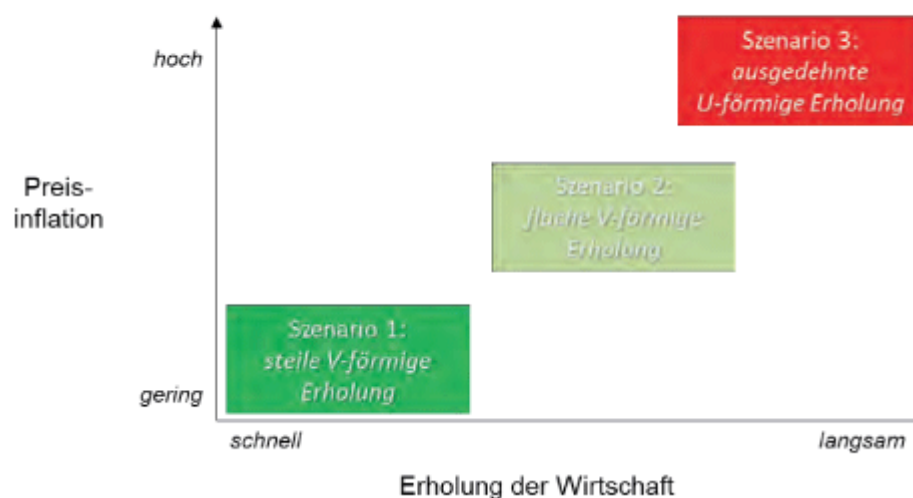 hoch
Szenario 3:
ausgedehnte
U-förmige Erholung
Preis-
inflation
Szenario 2:
flache V-förmige
Erholung
Szenario 1:
steile V-förmige
Erholung
gering
schnell
langsam
Erholung der Wirtschaft